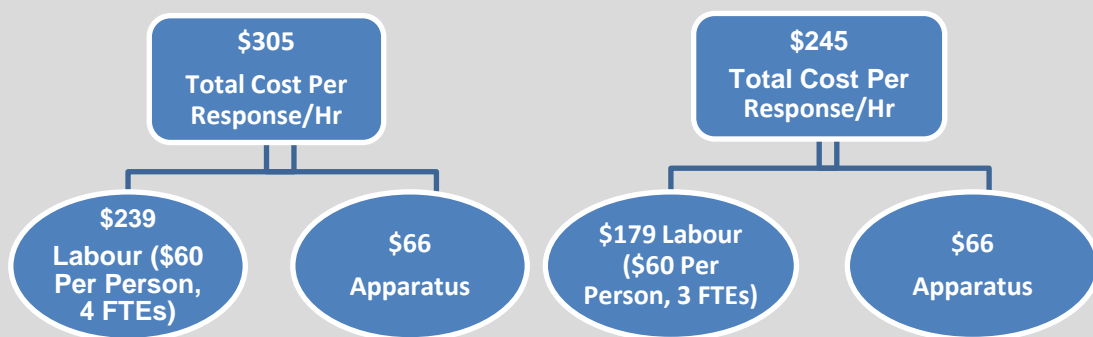 $305
Total Cost Per
Response/Hr
$245
Total Cost Per
Response/Hr
$239
Labour ($60
Per Person,
4 FTEs)
$66
Apparatus
$179 Labour
($60 Per
Person, 3 FTEs)
$66
Apparatus